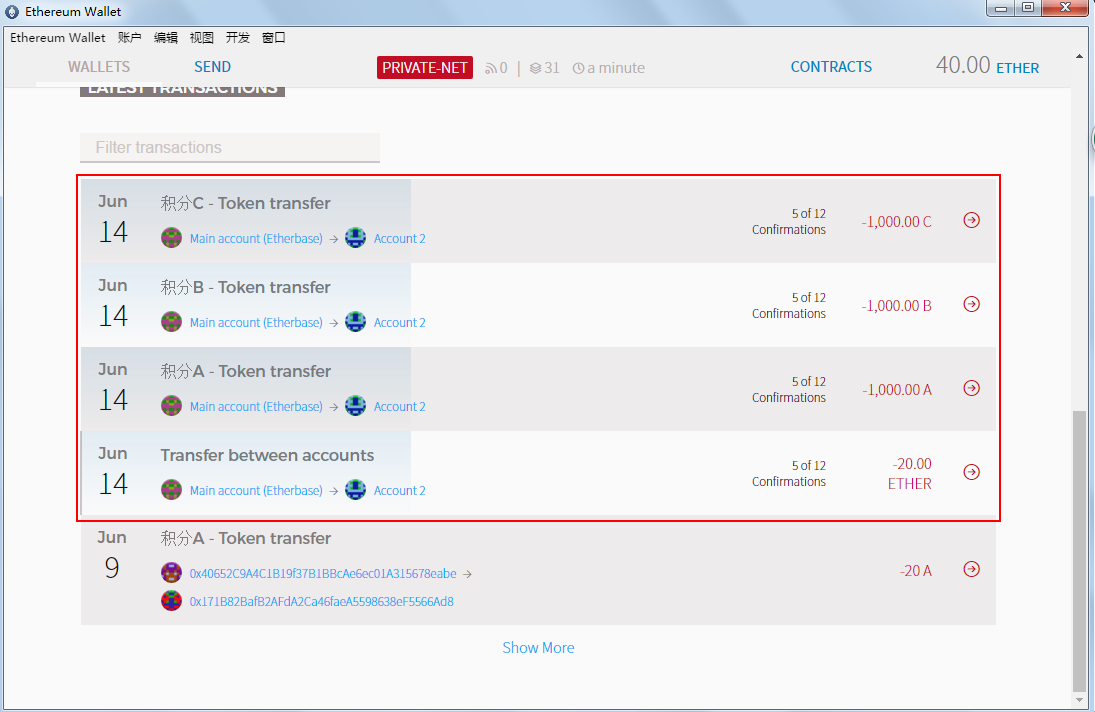 Ethereum Wallet
Ethereum Wallet 账户 编辑 视图 开发 窗口
WALLETS SEND PRIVATE-NET 0 | 31 a minute CONTRACTS 40.00 ETHER
LATEST TRANSACTIONS
Filter transactions
Jun
14
积分C - Token transfer
Main account (Etherbase) → Account 2
5 of 12
Confirmations
-1,000.00 C
Jun
14
积分B - Token transfer
Main account (Etherbase) → Account 2
5 of 12
Confirmations
-1,000.00 B
Jun
14
积分A - Token transfer
Main account (Etherbase) → Account 2
5 of 12
Confirmations
-1,000.00 A
Jun
14
Transfer between accounts
Main account (Etherbase) → Account 2
5 of 12
Confirmations
-20.00
ETHER
Jun
9
积分A - Token transfer
0x40652C9A4C1B19f37B1BBcAe6ec01A315678eabe →
0x171B82BafB2AFdA2Ca46faeA5598638eF5566Ad8
-20 A
Show More